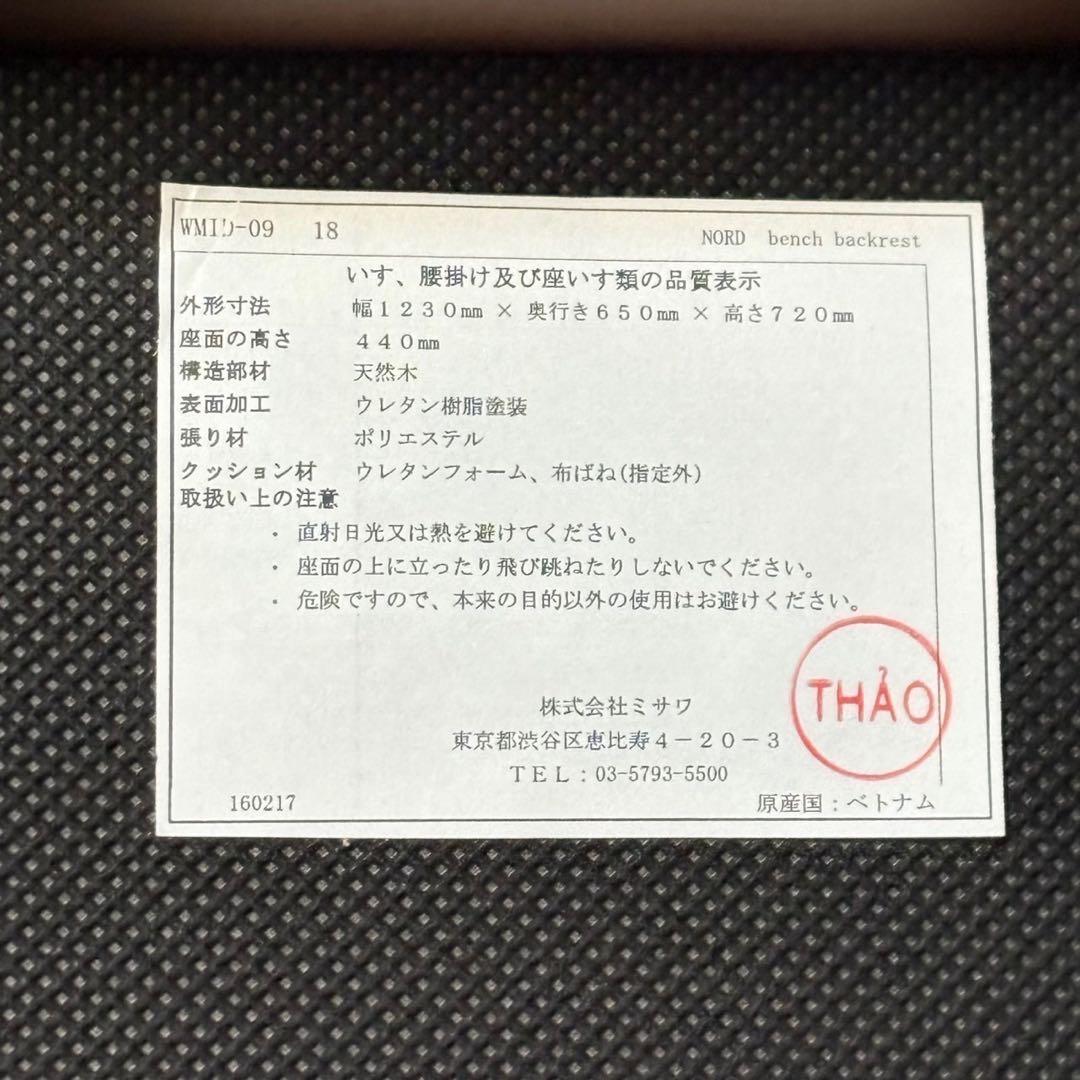 WMID-09 18
NORD bench backrest
いす、腰掛け及び座いす類の品質表示
外形寸法 幅１２３０㎜ × 奥行き６５０㎜ × 高さ７２０㎜
座面の高さ ４４０㎜
構造部材 天然木
表面加工 ウレタン樹脂塗装
張り材 ポリエステル
クッション材 ウレタンフォーム、布ばね(指定外)
取扱い上の注意
・ 直射日光又は熱を避けてください。
・ 座面の上に立ったり飛び跳ねたりしないでください。
・ 危険ですので、本来の目的以外の使用はお避けください。
THẢO
株式会社ミサワ
東京都渋谷区恵比寿４－２０－３
ＴＥＬ：03-5793-5500
160217
原産国：ベトナム